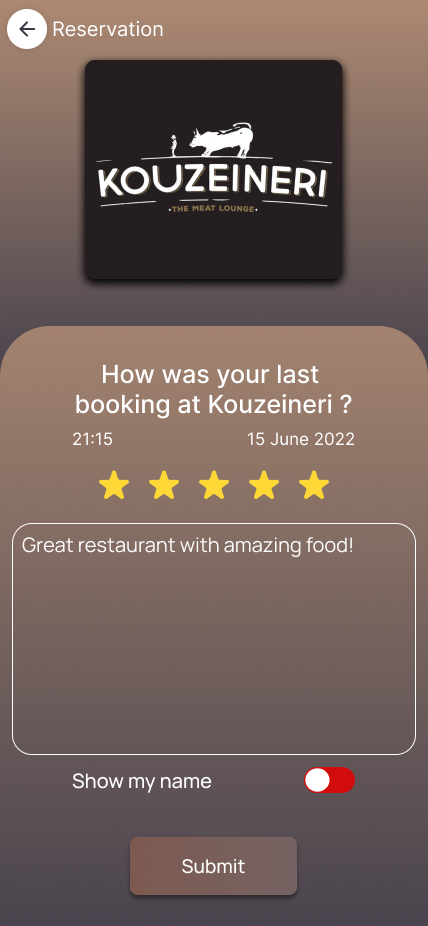 Reservation
KOUZEINERI
•THE MEAT LOUNGE•
How was your last
booking at Kouzeineri ?
21:15 15 June 2022
Great restaurant with amazing food!
Show my name
Submit